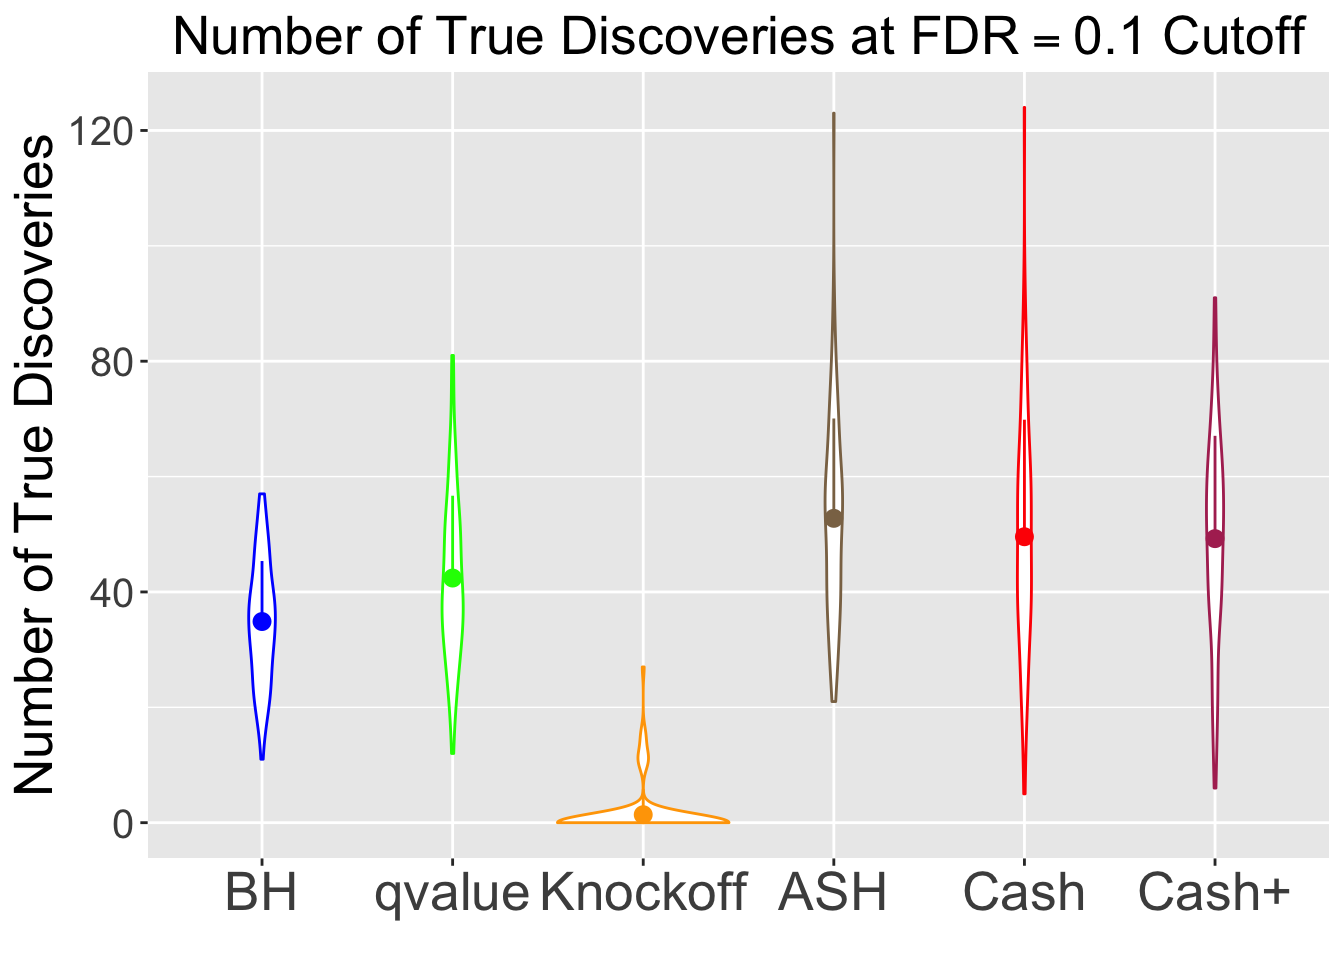 Number of True Discoveries at FDR = 0.1 Cutoff
Number of True Discoveries
120
80
40
0
BH qvalue Knockoff ASH Cash Cash+